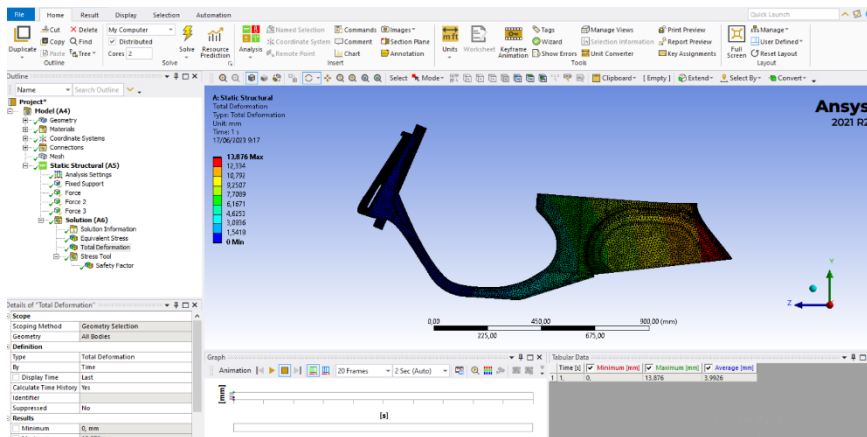 File Home Result Display Selection Automation Quick Launch
Duplicate Cut Delete Copy Find Paste Tree Outline
My Computer Distributed Cores 2 Solve Resource Prediction Solve
Analysis Named Selection Coordinate System Remote Point Commands Comment Chart Images Section Plane Annotation Insert
Units Worksheet Keyframe Animation Tags Wizard Show Errors Manage Views Selection Information Unit Converter Print Preview Report Preview Key Assignments Tools
Full Screen Manage User Defined Reset Layout Layout
Outline
Name Search Outline
Select Mode Clipboard [ Empty ] Extend Select By Convert
Project*
Model (A4)
Geometry
Materials
Coordinate Systems
Connections
Mesh
Static Structural (A5)
Analysis Settings
Fixed Support
Force
Force 2
Force 3
Solution (A6)
Solution Information
Equivalent Stress
Total Deformation
Stress Tool
Safety Factor
A: Static Structural
Total Deformation
Type: Total Deformation
Unit: mm
Time: 1 s
17/06/2023 9:17
13,876 Max
12,334
10,792
9,2507
7,7089
6,1671
4,6253
3,0836
1,5418
0 Min
Ansys
2021 R2
Y
Z
0,00 450,00 900,00 (mm)
225,00 675,00
Details of "Total Deformation"
Scope
Scoping Method Geometry Selection
Geometry All Bodies
Definition
Type Total Deformation
By Time
Display Time Last
Calculate Time History Yes
Identifier
Suppressed No
Results
Minimum 0, mm
Graph
Animation 20 Frames 2 Sec (Auto)
[mm]
[s]
Tabular Data
Time [s] Minimum [mm] Maximum [mm] Average [mm]
1 1, 0, 13,876 3,9926